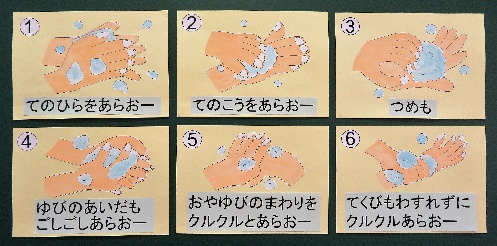 ①
てのひらをあらおー
②
てのこうをあらおー
③
つめも
④
ゆびのあいだも
ごしごしあらおー
⑤
おやゆびのまわりを
クルクルとあらおー
⑥
てくびもわすれずに
クルクルあらおー